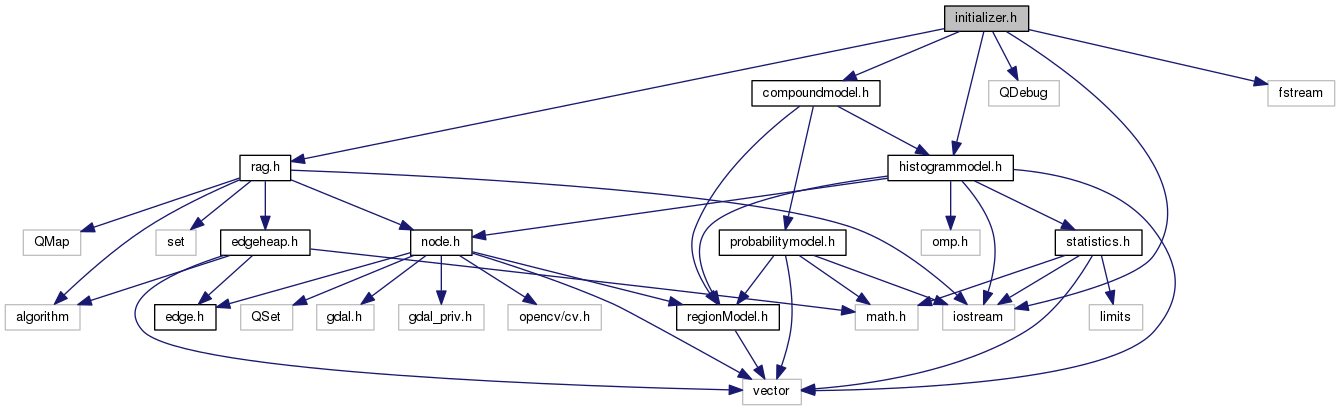 initializer.h
compoundmodel.h
QDebug
fstream
rag.h
histogrammodel.h
QMap
set
edgeheap.h
node.h
probabilitymodel.h
omp.h
statistics.h
algorithm
edge.h
QSet
gdal.h
gdal_priv.h
opencv/cv.h
regionModel.h
math.h
iostream
limits
vector